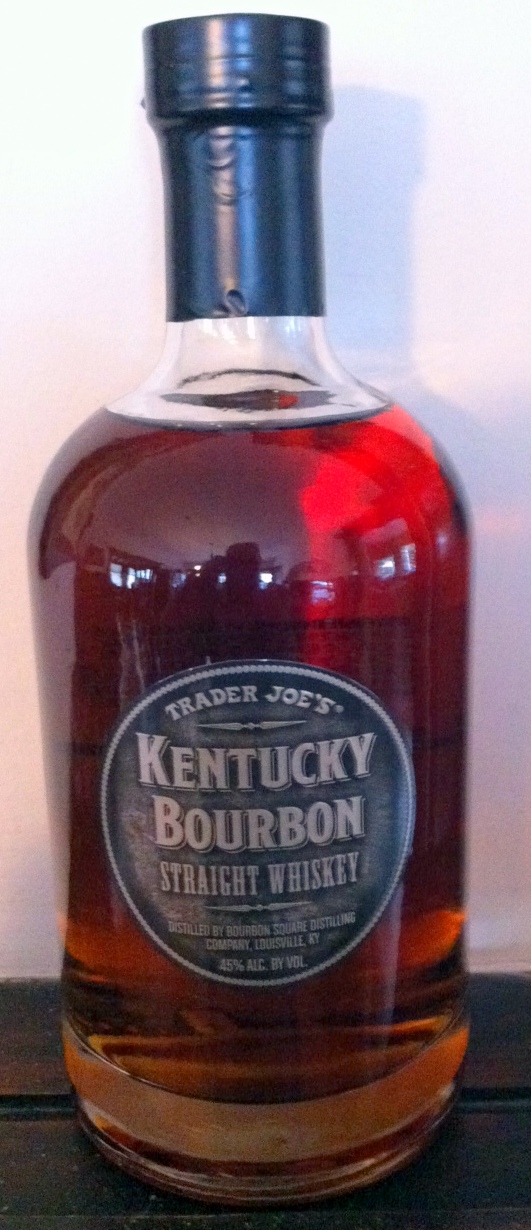 TRADER JOE'S®
KENTUCKY
BOURBON
STRAIGHT WHISKEY
DISTILLED BY BOURBON SQUARE DISTILLING
COMPANY, LOUISVILLE, KY
45% ALC. BY VOL.